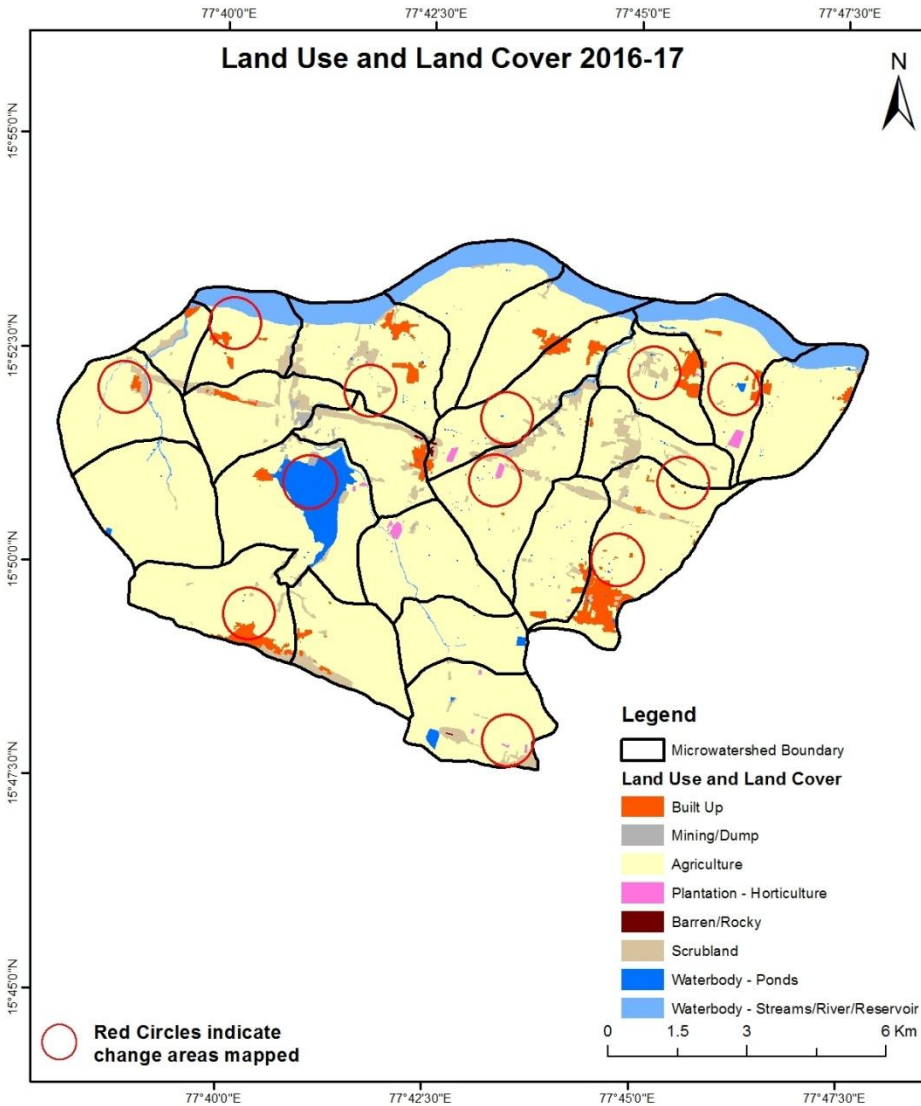 77°40'0"E 77°42'30"E 77°45'0"E 77°47'30"E
Land Use and Land Cover 2016-17
N
15°55'0"N
15°52'30"N
15°50'0"N
15°47'30"N
15°45'0"N
Legend
Microwatershed Boundary
Land Use and Land Cover
Built Up
Mining/Dump
Agriculture
Plantation - Horticulture
Barren/Rocky
Scrubland
Waterbody - Ponds
Waterbody - Streams/River/Reservoir
Red Circles indicate
change areas mapped
0 1.5 3 6 Km
77°40'0"E 77°42'30"E 77°45'0"E 77°47'30"E